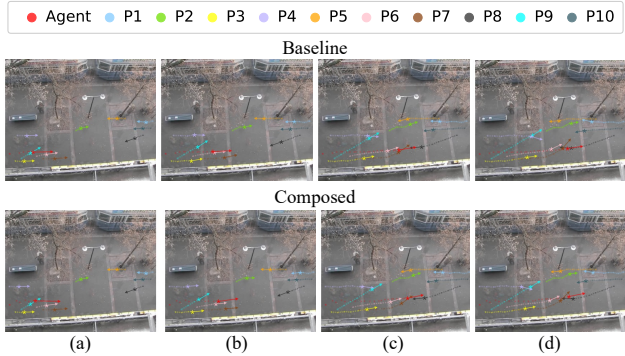 Agent P1 P2 P3 P4 P5 P6 P7 P8 P9 P10
Baseline
Composed
(a) (b) (c) (d)